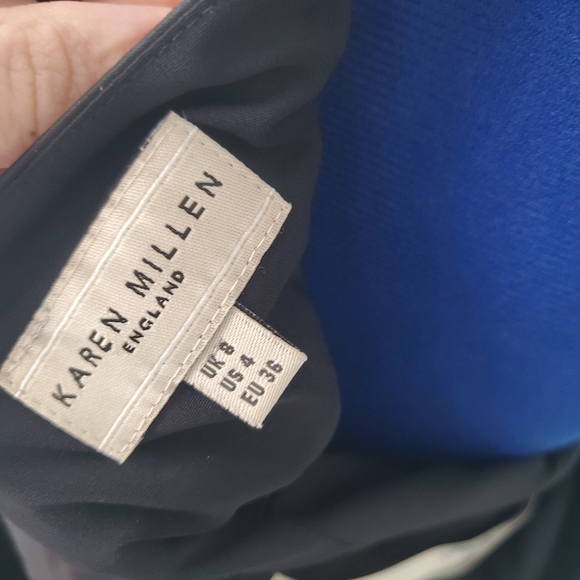 KAREN MILLEN
ENGLAND
UK 8
US 4
EU 36